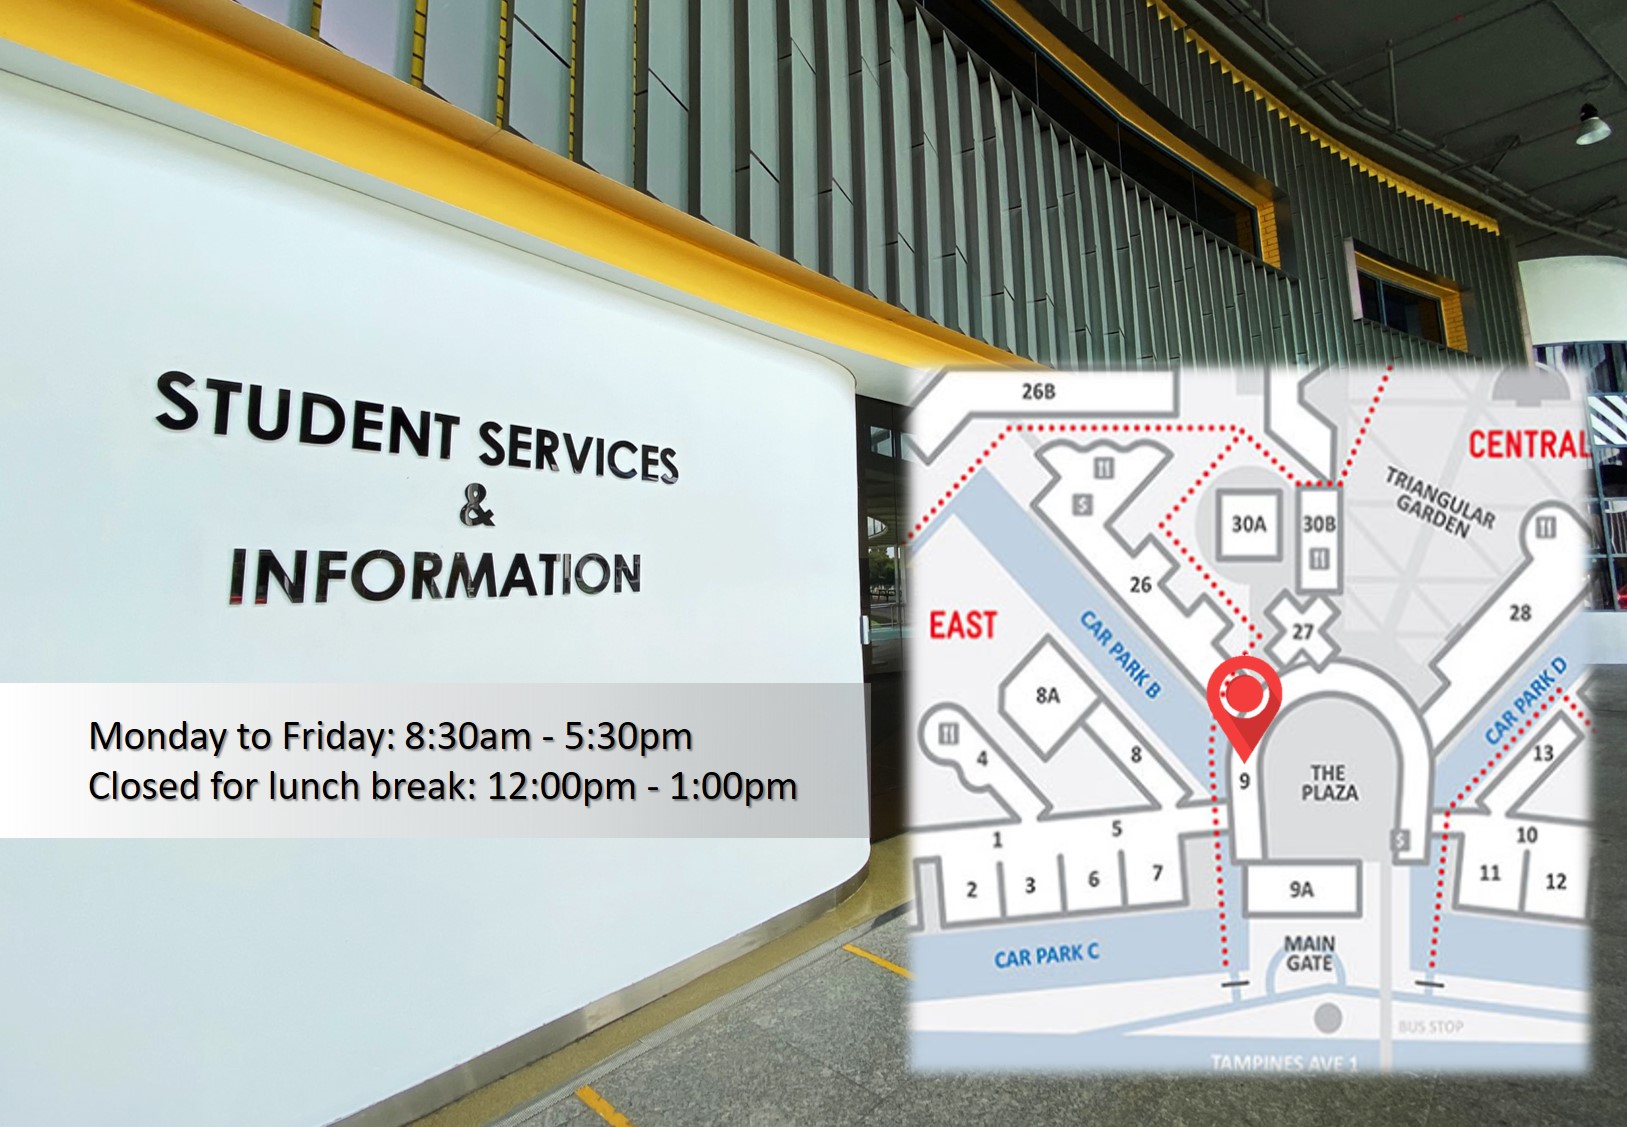 STUDENT SERVICES
&
INFORMATION
Monday to Friday: 8:30am - 5:30pm
Closed for lunch break: 12:00pm - 1:00pm
26B
CENTRAL
TRIANGULAR
GARDEN
30A
30B
26
27
28
EAST
CAR PARK B
CAR PARK D
8A
4
8
9
13
THE
PLAZA
1
5
10
2
3
6
7
11
12
9A
CAR PARK C
MAIN
GATE
BUS STOP
TAMPINES AVE 1